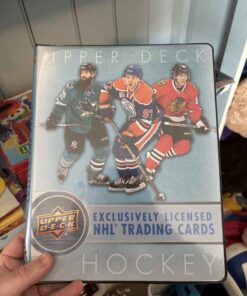 UPPER DECK
UPPER DECK
EXCLUSIVELY LICENSED
NHL® TRADING CARDS
HOCKEY